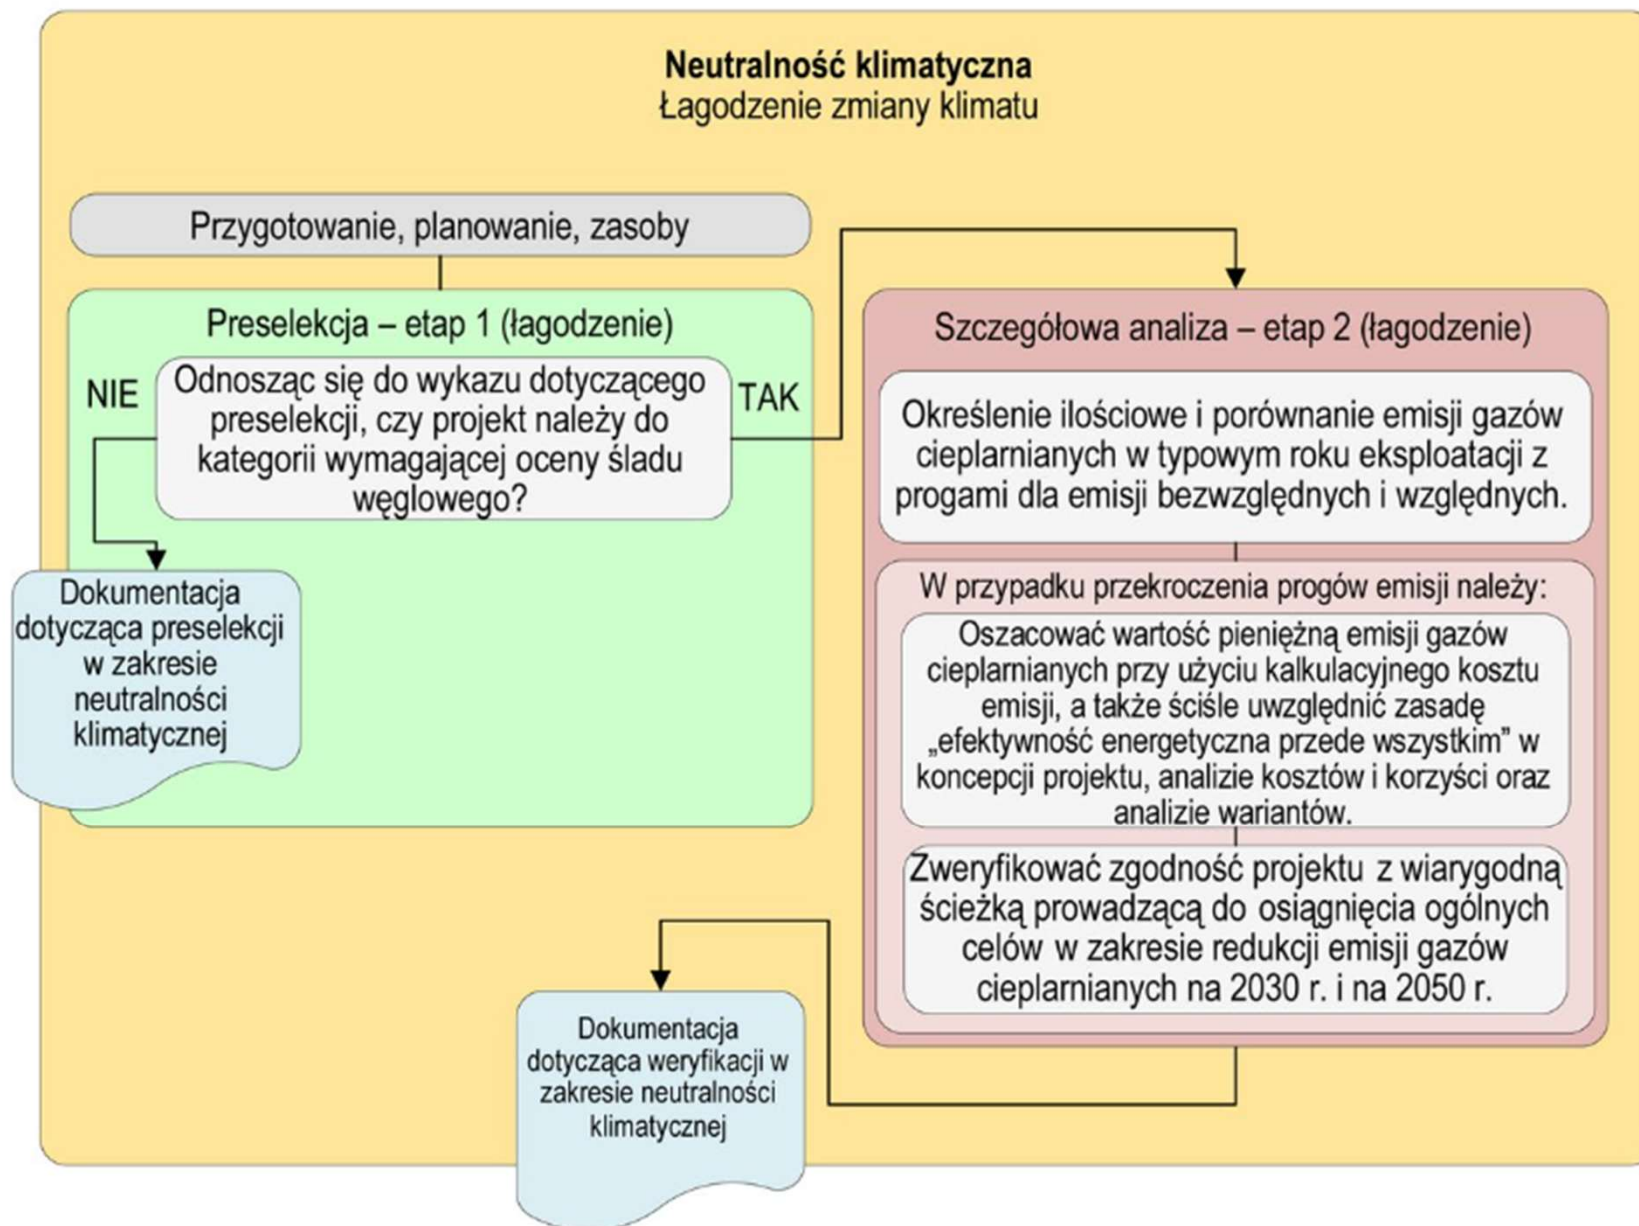 Neutralność klimatyczna
Łagodzenie zmiany klimatu
Przygotowanie, planowanie, zasoby
Preselekcja – etap 1 (łagodzenie)
NIE
Odnosząc się do wykazu dotyczącego
preselekcji, czy projekt należy do
kategorii wymagającej oceny śladu
węglowego?
TAK
Dokumentacja
dotycząca preselekcji
w zakresie
neutralności
klimatycznej
Szczegółowa analiza – etap 2 (łagodzenie)
Określenie ilościowe i porównanie emisji gazów
cieplarnianych w typowym roku eksploatacji z
progami dla emisji bezwzględnych i względnych.
W przypadku przekroczenia progów emisji należy:
Oszacować wartość pieniężną emisji gazów
cieplarnianych przy użyciu kalkulacyjnego kosztu
emisji, a także ściśle uwzględnić zasadę
„efektywność energetyczna przede wszystkim” w
koncepcji projektu, analizie kosztów i korzyści oraz
analizie wariantów.
Zweryfikować zgodność projektu z wiarygodną
ścieżką prowadzącą do osiągnięcia ogólnych
celów w zakresie redukcji emisji gazów
cieplarnianych na 2030 r. i na 2050 r.
Dokumentacja
dotycząca weryfikacji w
zakresie neutralności
klimatycznej